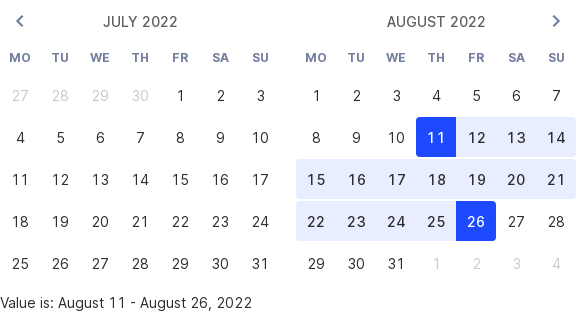 JULY 2022
MO TU WE TH FR SA SU
27 28 29 30 1 2 3
4 5 6 7 8 9 10
11 12 13 14 15 16 17
18 19 20 21 22 23 24
25 26 27 28 29 30 31
AUGUST 2022
MO TU WE TH FR SA SU
1 2 3 4 5 6 7
8 9 10 11 12 13 14
15 16 17 18 19 20 21
22 23 24 25 26 27 28
29 30 31 1 2 3 4
Value is: August 11 - August 26, 2022